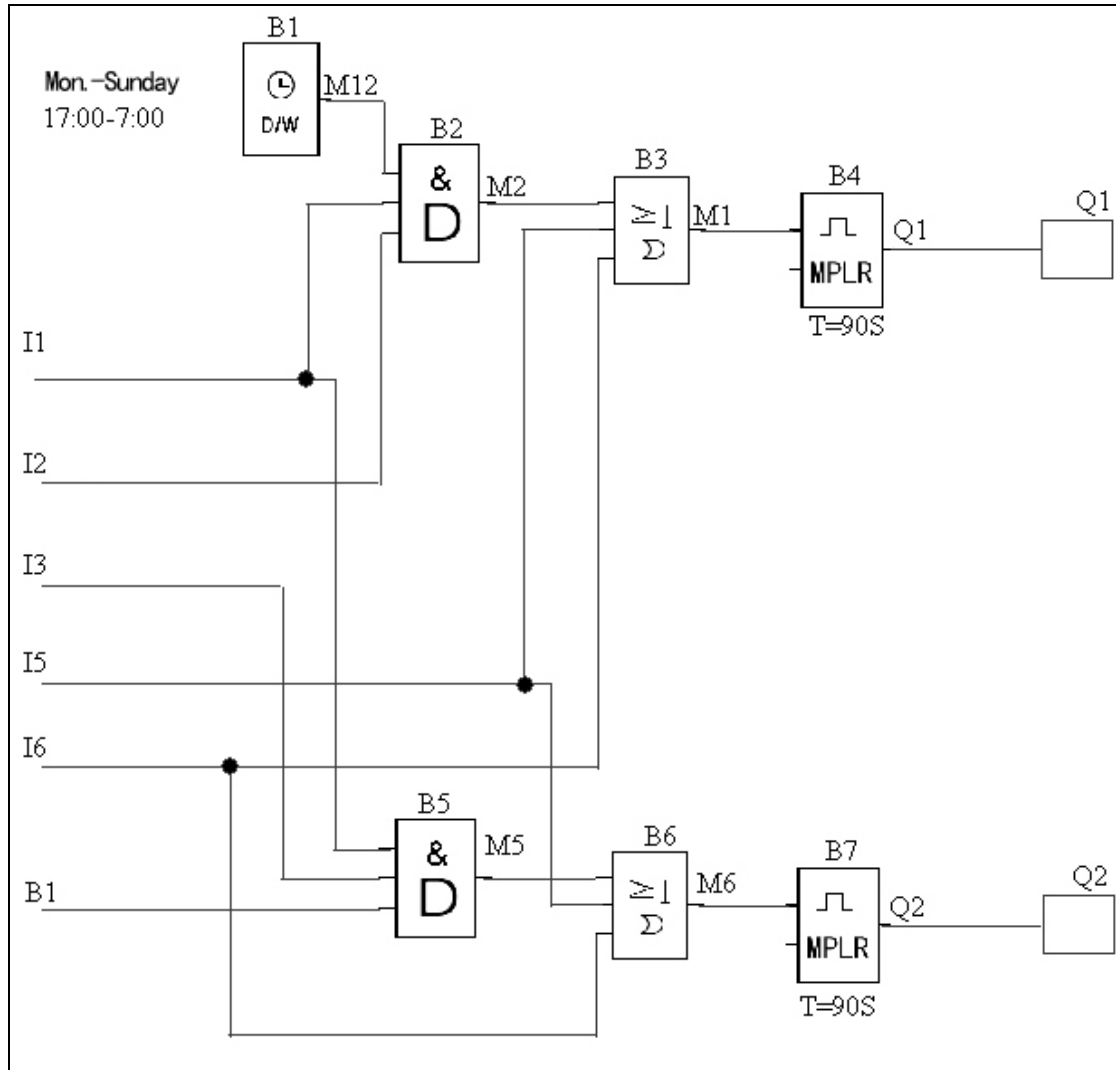 B1
Mon.-Sunday
17:00-7:00
D/W
M12
B2
&
D
M2
B3
≥1
Σ
M1
B4
MPLR
T=90S
Q1
Q1
I1
I2
I3
I5
I6
B1
B5
&
D
M5
B6
≥1
Σ
M6
B7
MPLR
T=90S
Q2
Q2